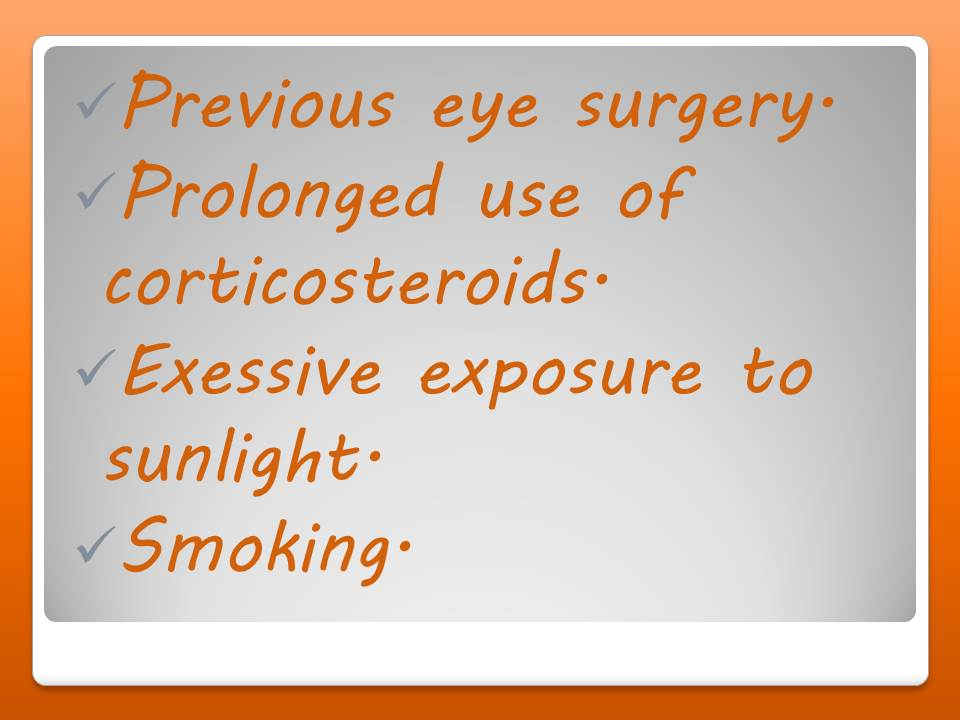 ✓Previous eye surgery.
✓Prolonged use of
corticosteroids.
✓Exessive exposure to
sunlight.
✓Smoking.